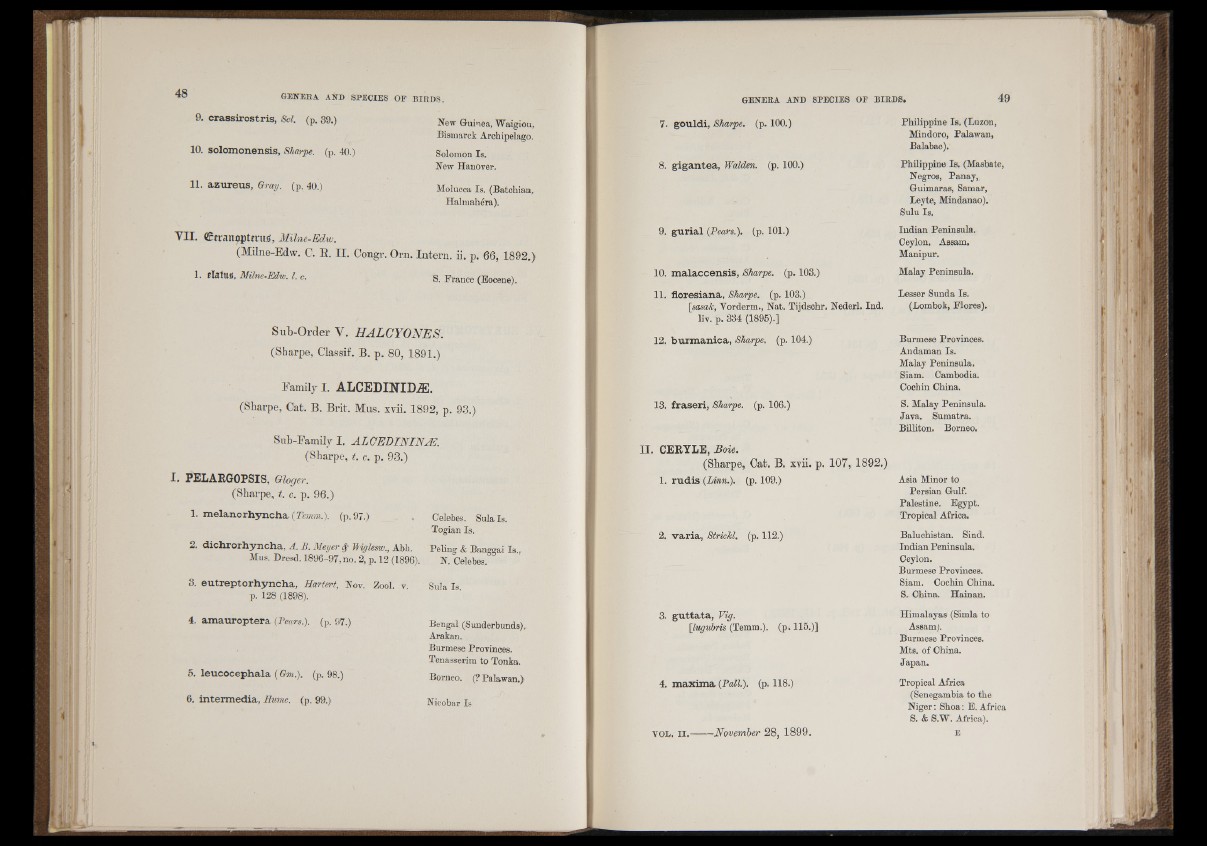 48
GENERA AND SPECIES OF BIRDS.
9. crassirostris, Scl. (p. 39.) New Guinea, Waigiou,
Bismarck Archipelago.
10. solomonensis, Sharpe. (p. 40.) Solomon Is.
New Hanover.
11. azureus, Gray. (p. 40.) Molucca Is. (Batchian,
Halmahéra).
VII. Geranopterus, Milne-Edw.
(Milne-Edw. C. R. II. Congr. Orn. Intern. ii. p. 66, 1892.)
1. elatus, Milne-Edw. l. c. S. France (Eocene).
Sub-Order V. HALCYONES.
(Sharpe, Classif. B. p. 80, 1891.)
Family I. ALCEDINIDÆ.
(Sharpe, Cat. B. Brit. Mus. xvii. 1892, p. 93.)
Sub-Family I. ALCEDININÆ.
(Sharpe, t. c. p. 93.)
I. PELARGOPSIS, Gloger.
(Sharpe, t. c. p. 96.)
1. melanorhyncha (Temm.). (p. 97.) Celebes. Sula Is.
Togian Is.
2. dichrorhyncha, A. B. Meyer & Wiglesw., Abh. Peling & Banggai Is.,
Mus. Dresd. 1896-97, no. 2, p. 12 (1896). N. Celebes.
3. eutreptorhyncha, Hartert, Nov. Zool. v. Sula Is.
p. 128 (1898).
4. amauroptera (Pears.). (p. 97.) Bengal (Sunderbunds).
Arakan.
Burmese Provinces.
Tenasserim to Tonka.
5. leucocephala (Gm.). (p. 98.) Borneo. (? Palawan.)
6. intermedia, Hume. (p. 99.) Nicobar Is
GENERA AND SPECIES OF BIRDS. 49
7. gouldi, Sharpe. (p. 100.) Philippine Is. (Luzon,
Mindoro, Palawan,
Balabac).
8. gigantea, Walden. (p. 100.) Philippine Is. (Masbate,
Negros, Panay,
Guimaras, Samar,
Leyte, Mindanao).
Sulu Is.
9. gurial (Pears.). (p. 101.) Indian Peninsula.
Ceylon. Assam.
Manipur.
10. malaccensis, Sharpe. (p. 103.) Malay Peninsula.
11. floresiana, Sharpe. (p. 103.) Lesser Sunda Is.
[sasak, Vorderm., Nat. Tijdschr. Nederl. Ind. (Lombok, Flores).
liv. p. 334 (1895).]
12. burmanica, Sharpe. (p. 104.) Burmese Provinces.
Andaman Is.
Malay Peninsula.
Siam. Cambodia.
Cochin China.
13. fraseri, Sharpe. (p. 106.) S. Malay Peninsula.
Java. Sumatra.
Billiton. Borneo.
II. CERYLE, Boie.
(Sharpe, Cat. B. xvii. p. 107, 1892.)
1. rudis (Linn.). (p. 109.) Asia Minor to
Persian Gulf.
Palestine. Egypt.
Tropical Africa.
2. varia, Strickl. (p. 112.) Baluchistan. Sind.
Indian Peninsula.
Ceylon.
Burmese Provinces.
Siam. Cochin China.
S. China. Hainan.
3. guttata, Vig. Himalayas (Simla to
[lugubris (Temm.). (p. 115.)] Assam).
Burmese Provinces.
Mts. of China.
Japan.
4. maxima (Pall.). (p. 118.) Tropical Africa
(Senegambia to the
Niger: Shoa: E. Africa
S. & S.W. Africa).
VOL. II.——November 28, 1899. E